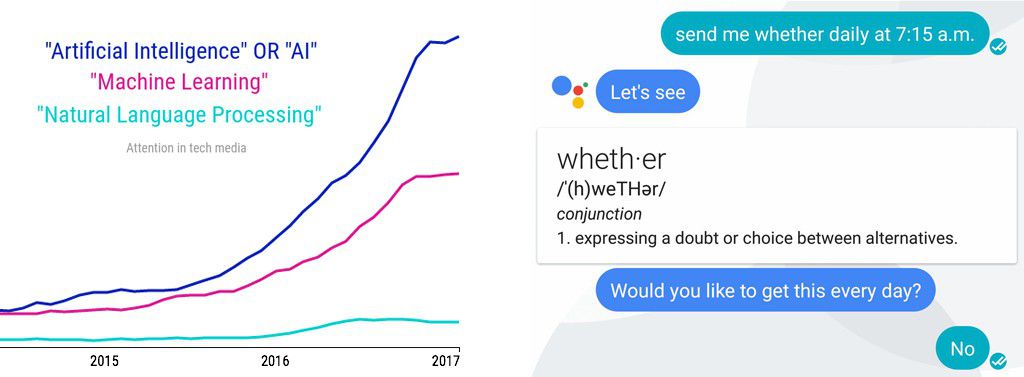 "Artificial Intelligence" OR "AI"
"Machine Learning"
"Natural Language Processing"
Attention in tech media
2015
2016
2017
send me whether daily at 7:15 a.m.
Let's see
wheth·er
/ˈ(h)weTHər/
conjunction
1. expressing a doubt or choice between alternatives.
Would you like to get this every day?
No